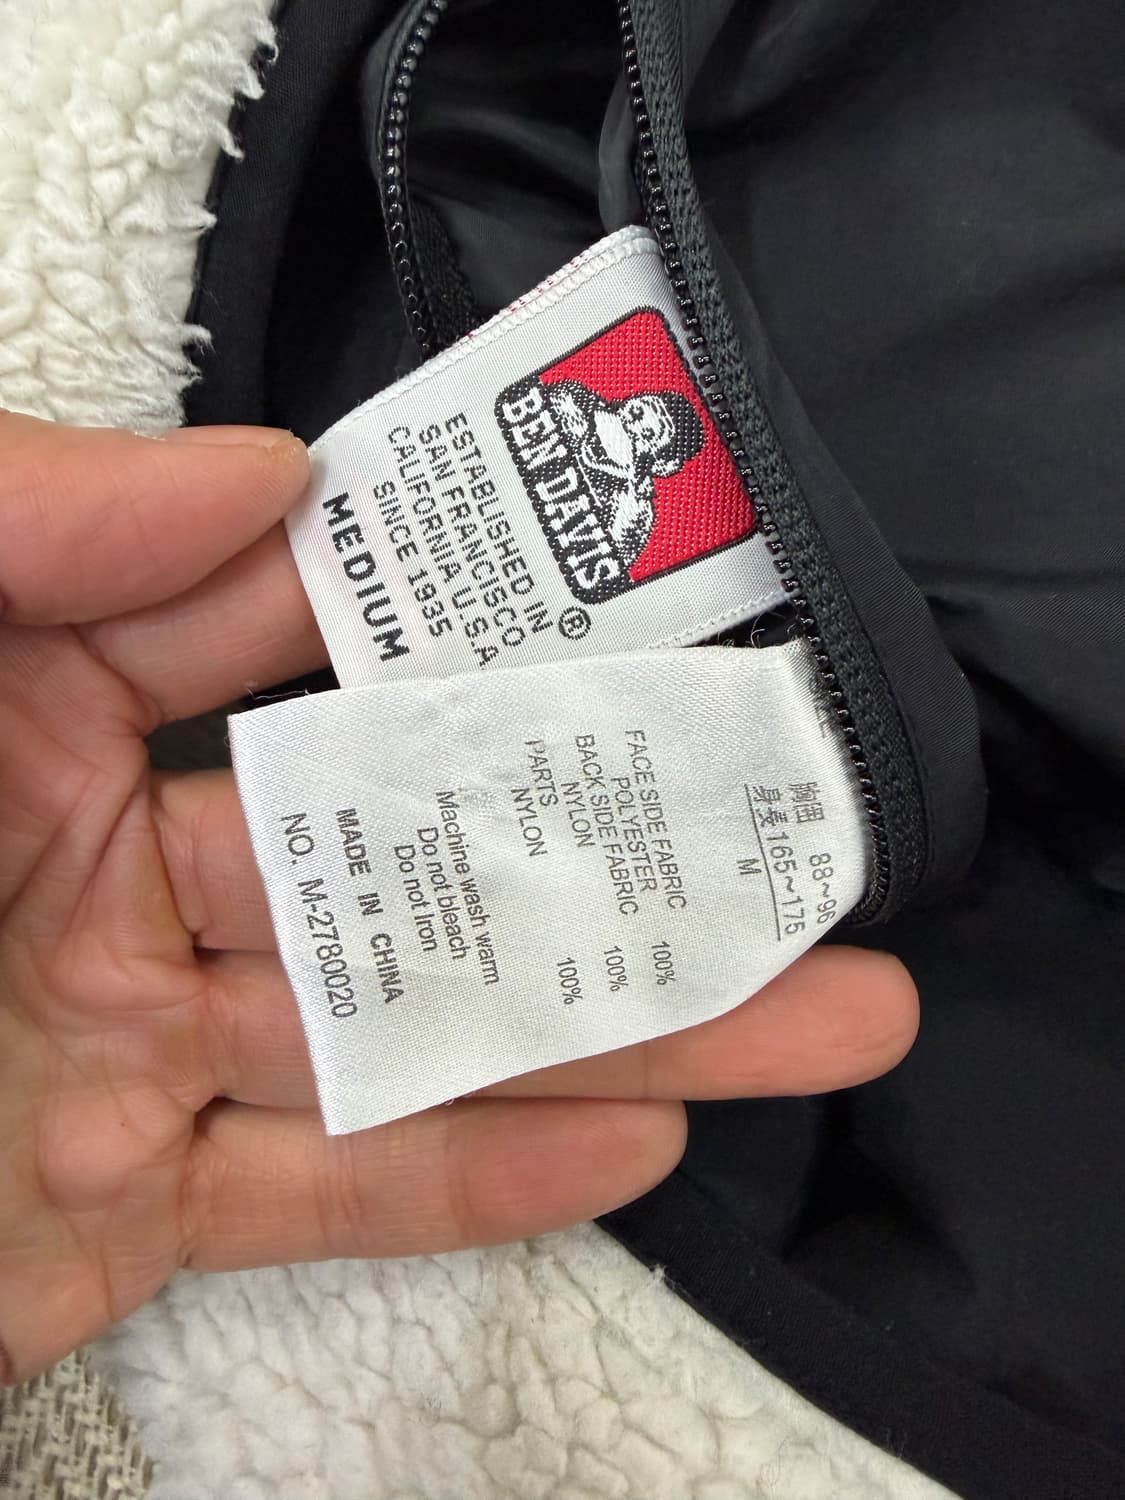 BEN DAVIS
®
ESTABLISHED IN
SAN FRANCISCO
CALIFORNIA U.S.A
SINCE 1935
MEDIUM
胸囲 88~96
身長 165~175
M
FACE SIDE FABRIC
POLYESTER 100%
BACK SIDE FABRIC
NYLON 100%
PARTS
NYLON 100%
Machine wash warm
Do not bleach
Do not Iron
MADE IN CHINA
NO. M-2780020